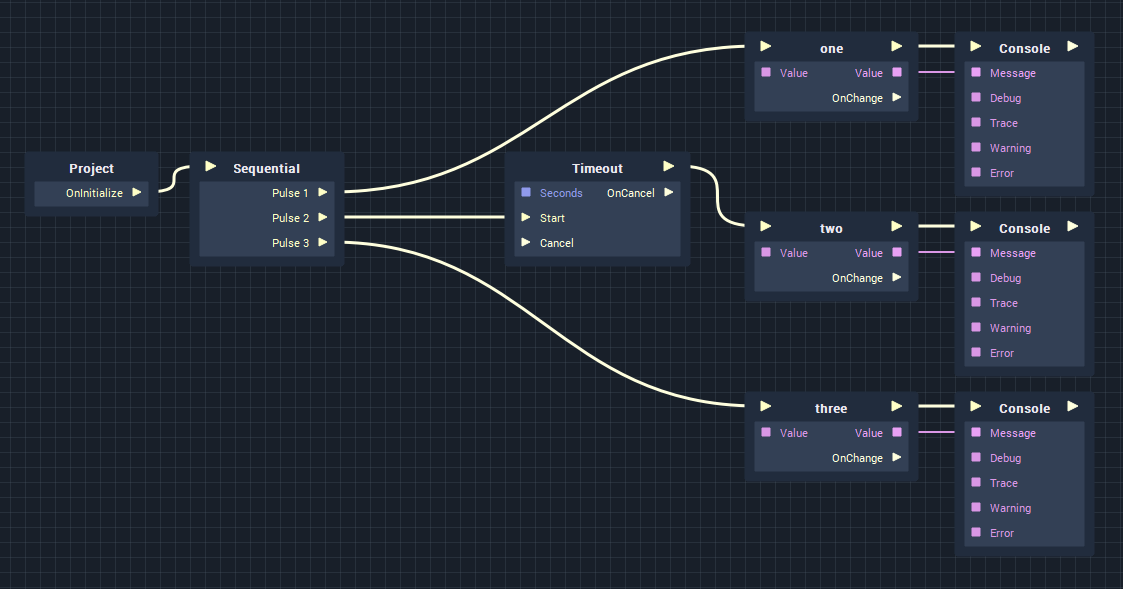 Project
OnInitialize
Sequential
Pulse 1
Pulse 2
Pulse 3
Timeout
Seconds OnCancel
Start
Cancel
one
Value Value
OnChange
Console
Message
Debug
Trace
Warning
Error
two
Value Value
OnChange
Console
Message
Debug
Trace
Warning
Error
three
Value Value
OnChange
Console
Message
Debug
Trace
Warning
Error